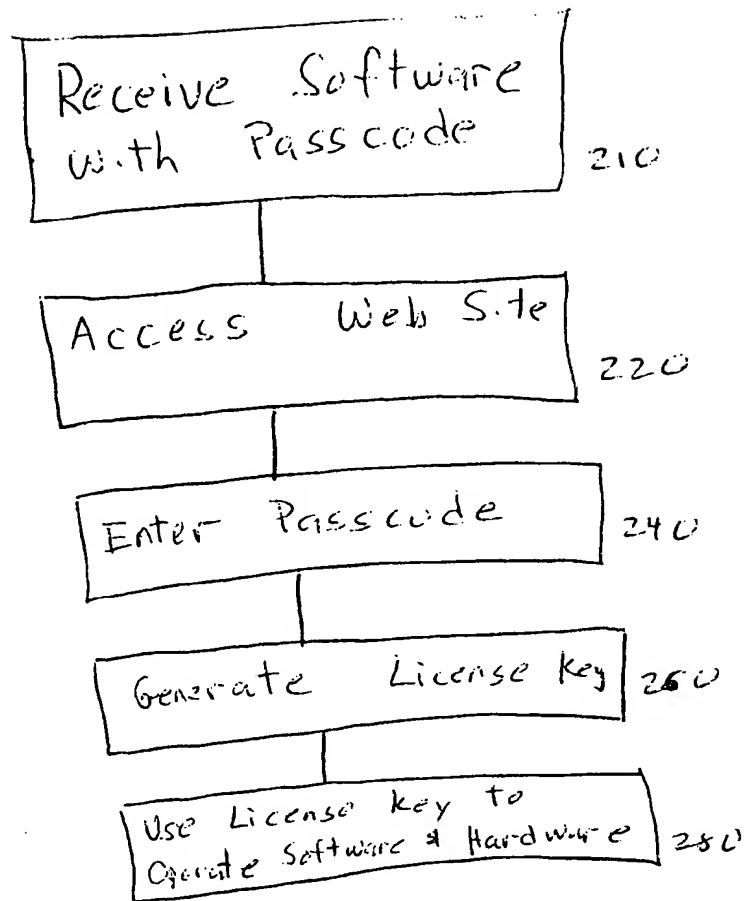 Receive Software
with Passcode
210
Access Web Site
220
Enter Passcode
240
Generate License Key
260
Use License Key to
Operate Software & Hardware
280